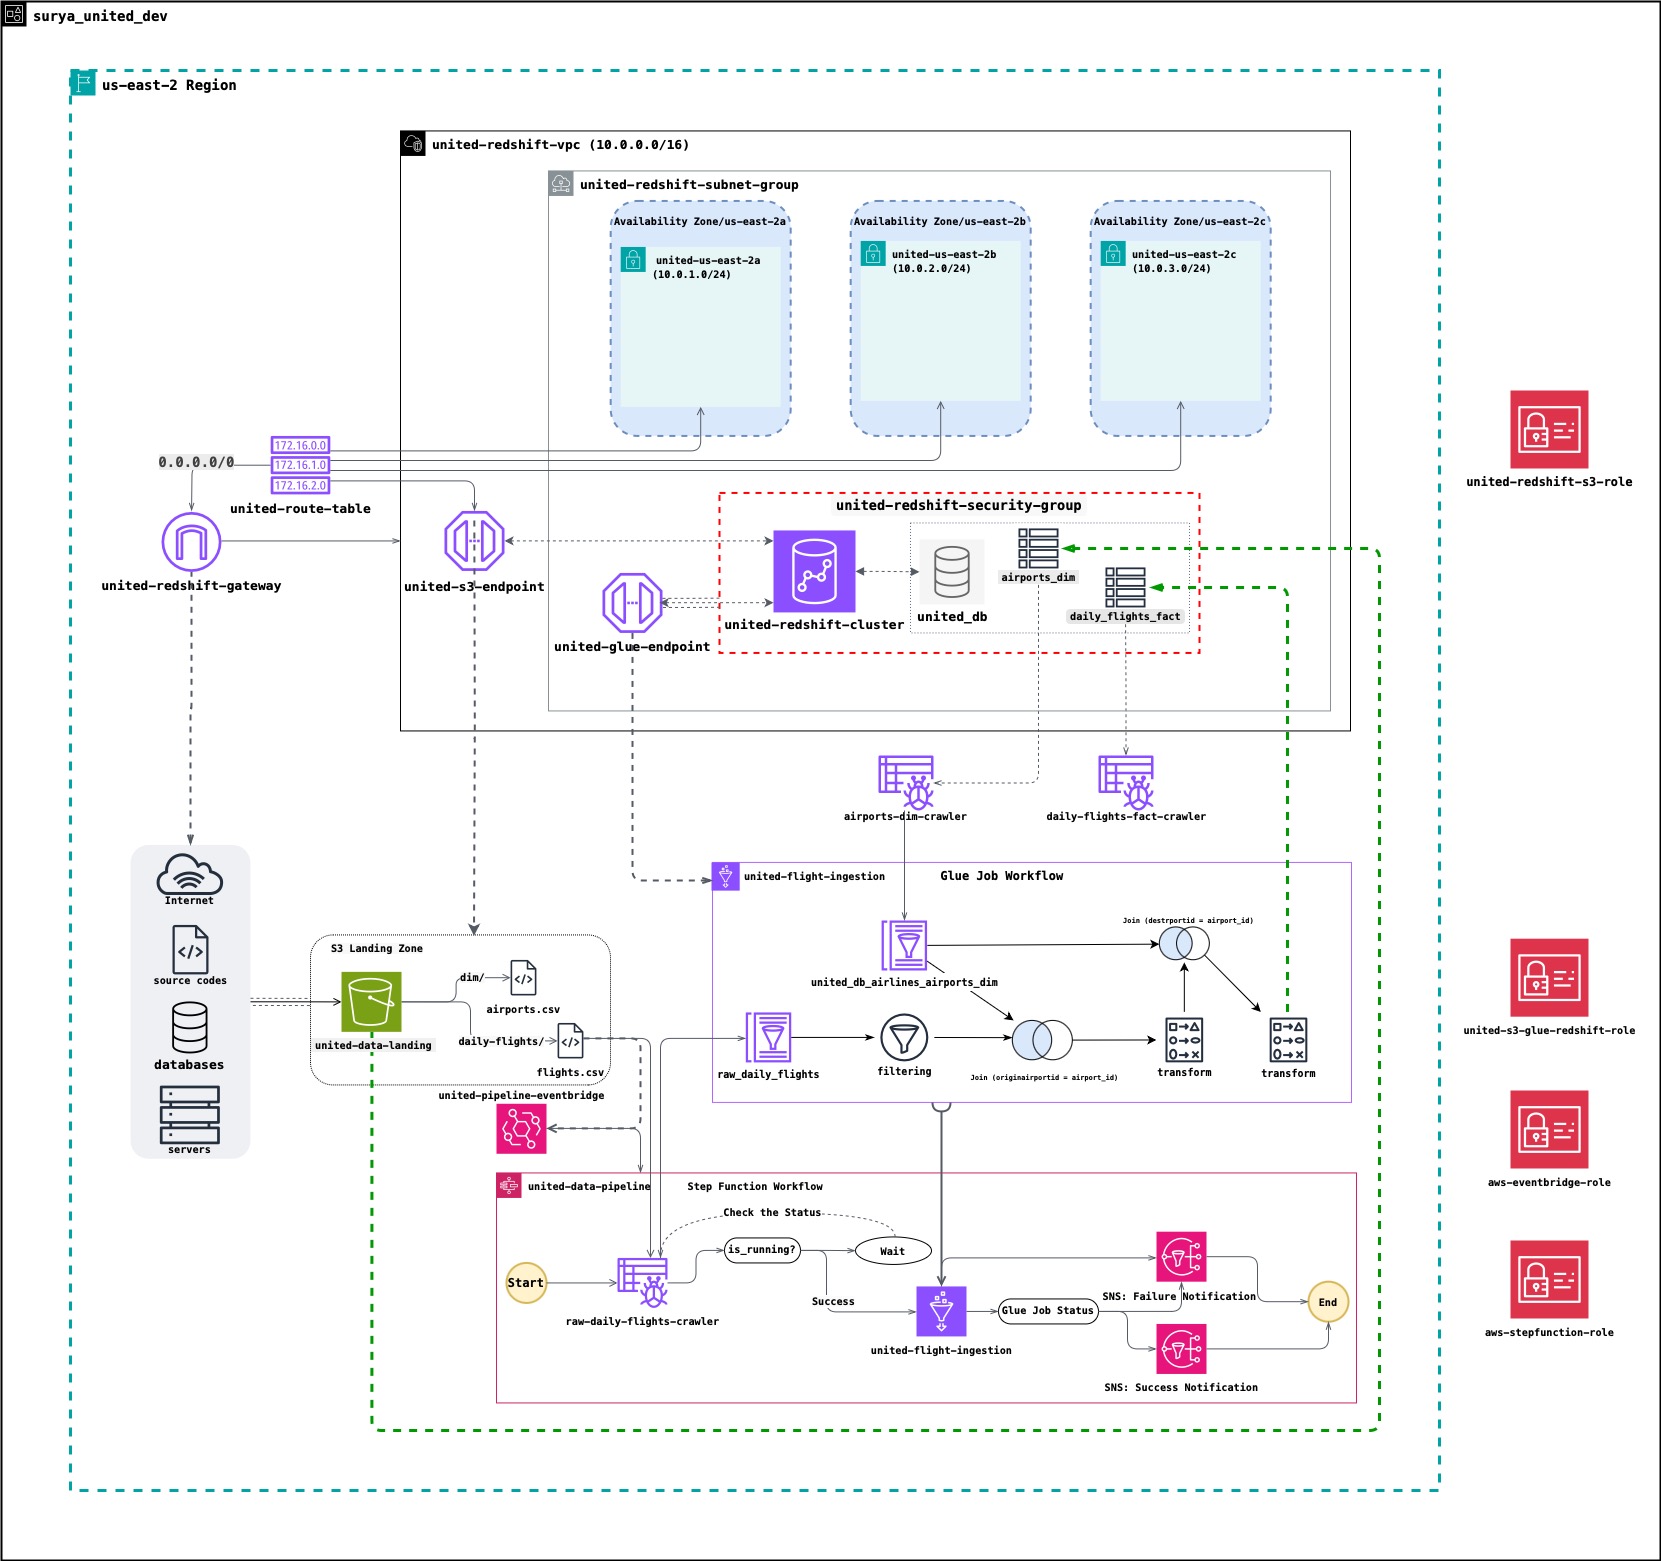 surya_united_dev
us-east-2 Region
united-redshift-vpc (10.0.0.0/16)
united-redshift-subnet-group
Availability Zone/us-east-2a
Availability Zone/us-east-2b
Availability Zone/us-east-2c
united-us-east-2a
(10.0.1.0/24)
united-us-east-2b
(10.0.2.0/24)
united-us-east-2c
(10.0.3.0/24)
172.16.0.0
172.16.1.0
172.16.2.0
0.0.0.0/0
united-route-table
united-redshift-gateway
united-s3-endpoint
united-glue-endpoint
united-redshift-security-group
united-redshift-cluster
united_db
airports_dim
daily_flights_fact
united-redshift-s3-role
airports-dim-crawler
daily-flights-fact-crawler
Internet
source codes
databases
servers
S3 Landing Zone
dim/
airports.csv
daily-flights/
flights.csv
united-data-landing
united-flight-ingestion
Glue Job Workflow
Join (destrportid = airport_id)
united_db_airlines_airports_dim
raw_daily_flights
filtering
Join (originairportid = airport_id)
transform
transform
united-s3-glue-redshift-role
united-pipeline-eventbridge
united-data-pipeline
Step Function Workflow
Check the Status
Start
is_running?
Wait
raw-daily-flights-crawler
Success
united-flight-ingestion
Glue Job Status
SNS: Failure Notification
SNS: Success Notification
End
aws-eventbridge-role
aws-stepfunction-role